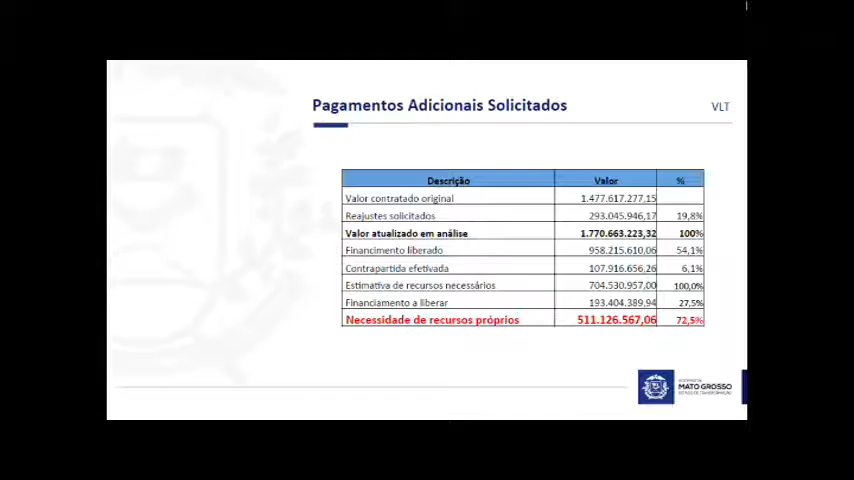 Pagamentos Adicionais Solicitados
VLT
Descrição Valor %
Valor contratado original 1.477.617.277,15
Reajustes solicitados 293.045.946,17 19,8%
Valor atualizado em análise 1.770.663.223,32 100%
Financimento liberado 958.215.610,06 54,1%
Contrapartida efetivada 107.916.656,26 6,1%
Estimativa de recursos necessários 704.530.957,00 100,0%
Financiamento a liberar 193.404.389,94 27,5%
Necessidade de recursos próprios 511.126.567,06 72,5%
MATO GROSSO
ESTADO DE TRANSFORMAÇÃO